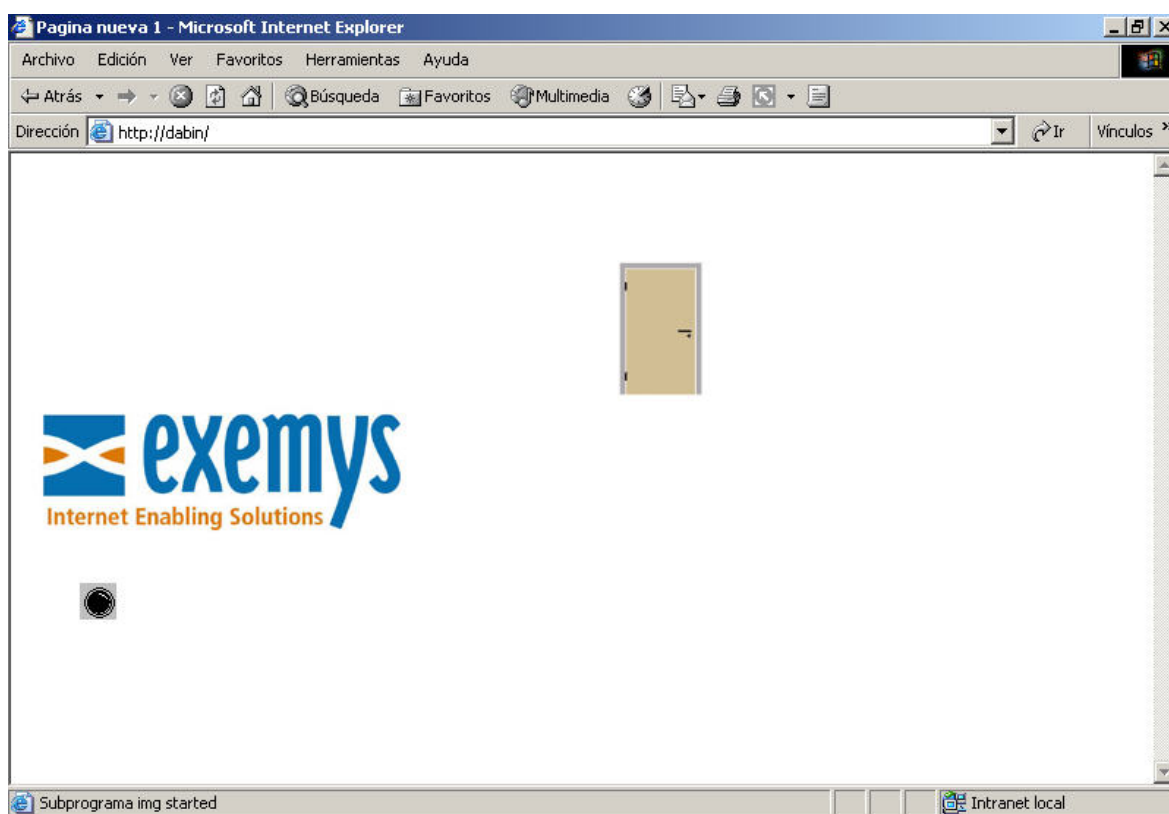 Pagina nueva 1 - Microsoft Internet Explorer
Archivo Edición Ver Favoritos Herramientas Ayuda
Atrás Búsqueda Favoritos Multimedia
Dirección http://dabin/ Ir Vínculos »
exemys
Internet Enabling Solutions
Subprograma img started Intranet local